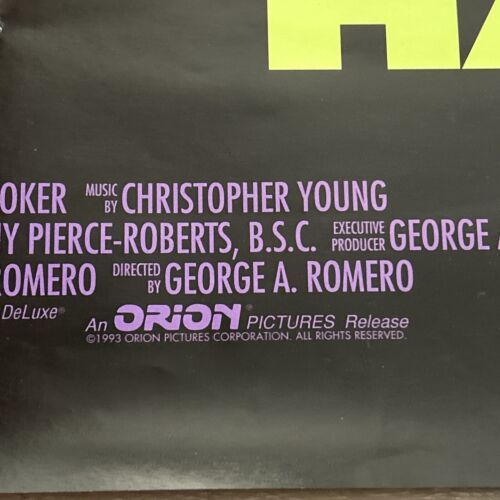 HA
OKER MUSIC BY CHRISTOPHER YOUNG
Y PIERCE-ROBERTS, B.S.C. EXECUTIVE PRODUCER GEORGE
ROMERO DIRECTED BY GEORGE A. ROMERO
DeLuxe®
An ORION PICTURES Release
©1993 ORION PICTURES CORPORATION. ALL RIGHTS RESERVED.